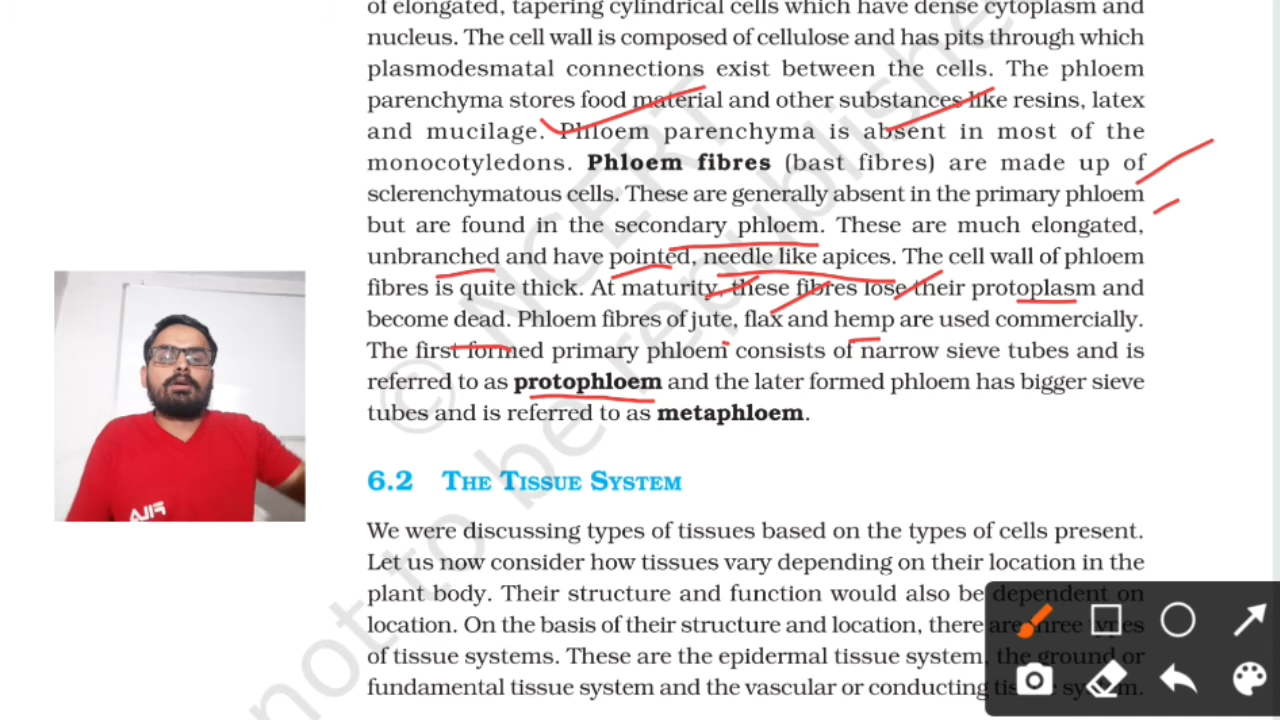 of elongated, tapering cylindrical cells which have dense cytoplasm and
nucleus. The cell wall is composed of cellulose and has pits through which
plasmodesmatal connections exist between the cells. The phloem
parenchyma stores food material and other substances like resins, latex
and mucilage. Phloem parenchyma is absent in most of the
monocotyledons. Phloem fibres (bast fibres) are made up of
sclerenchymatous cells. These are generally absent in the primary phloem
but are found in the secondary phloem. These are much elongated,
unbranched and have pointed, needle like apices. The cell wall of phloem
fibres is quite thick. At maturity, these fibres lose their protoplasm and
become dead. Phloem fibres of jute, flax and hemp are used commercially.
The first formed primary phloem consists of narrow sieve tubes and is
referred to as protophloem and the later formed phloem has bigger sieve
tubes and is referred to as metaphloem.
6.2 THE TISSUE SYSTEM
We were discussing types of tissues based on the types of cells present.
Let us now consider how tissues vary depending on their location in the
plant body. Their structure and function would also be dependent on
location. On the basis of their structure and location, there are three types
of tissue systems. These are the epidermal tissue system, the ground or
fundamental tissue system and the vascular or conducting tissue system.
© NCERT
not to be republishe
FILA